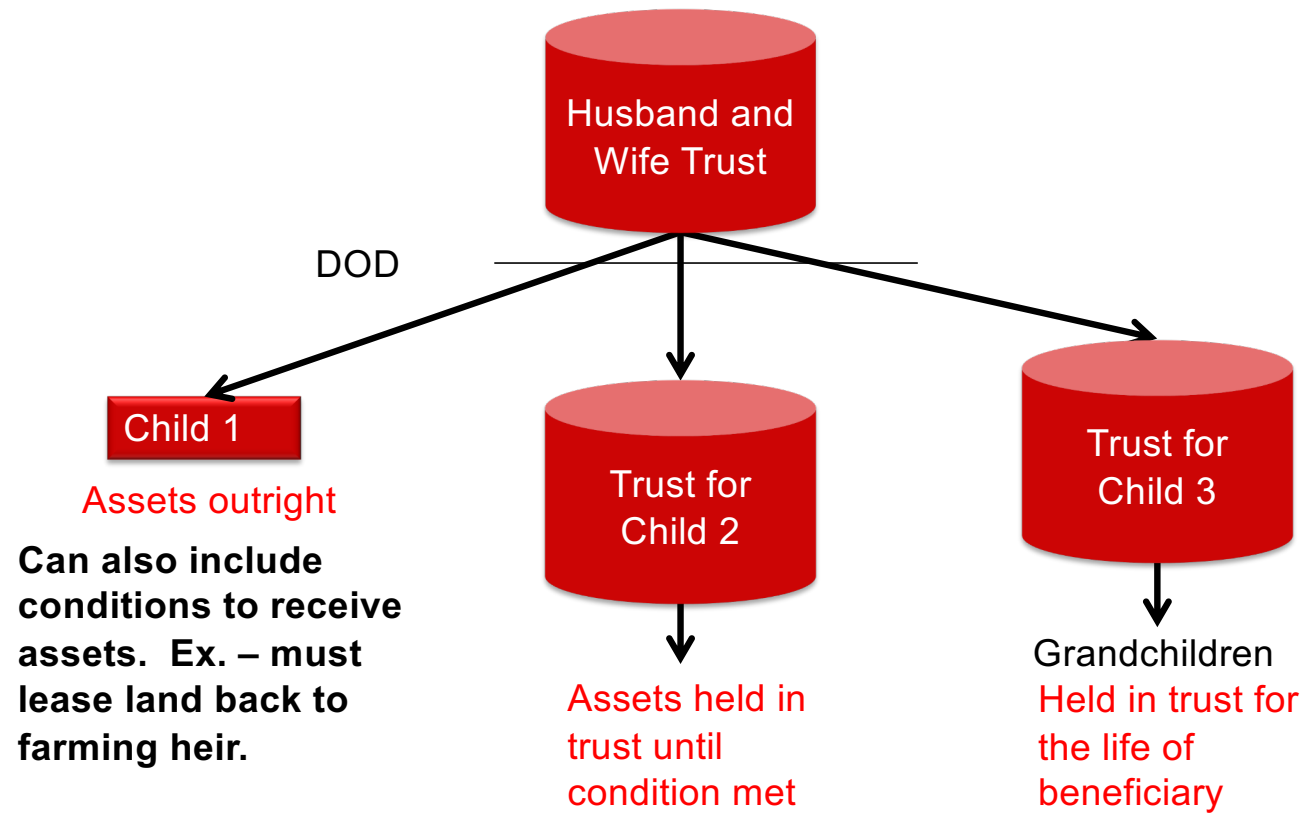 Husband and
Wife Trust
DOD
Child 1
Assets outright
Can also include
conditions to receive
assets.  Ex. – must
lease land back to
farming heir.
Trust for
Child 2
Assets held in
trust until
condition met
Trust for
Child 3
Grandchildren
Held in trust for
the life of
beneficiary